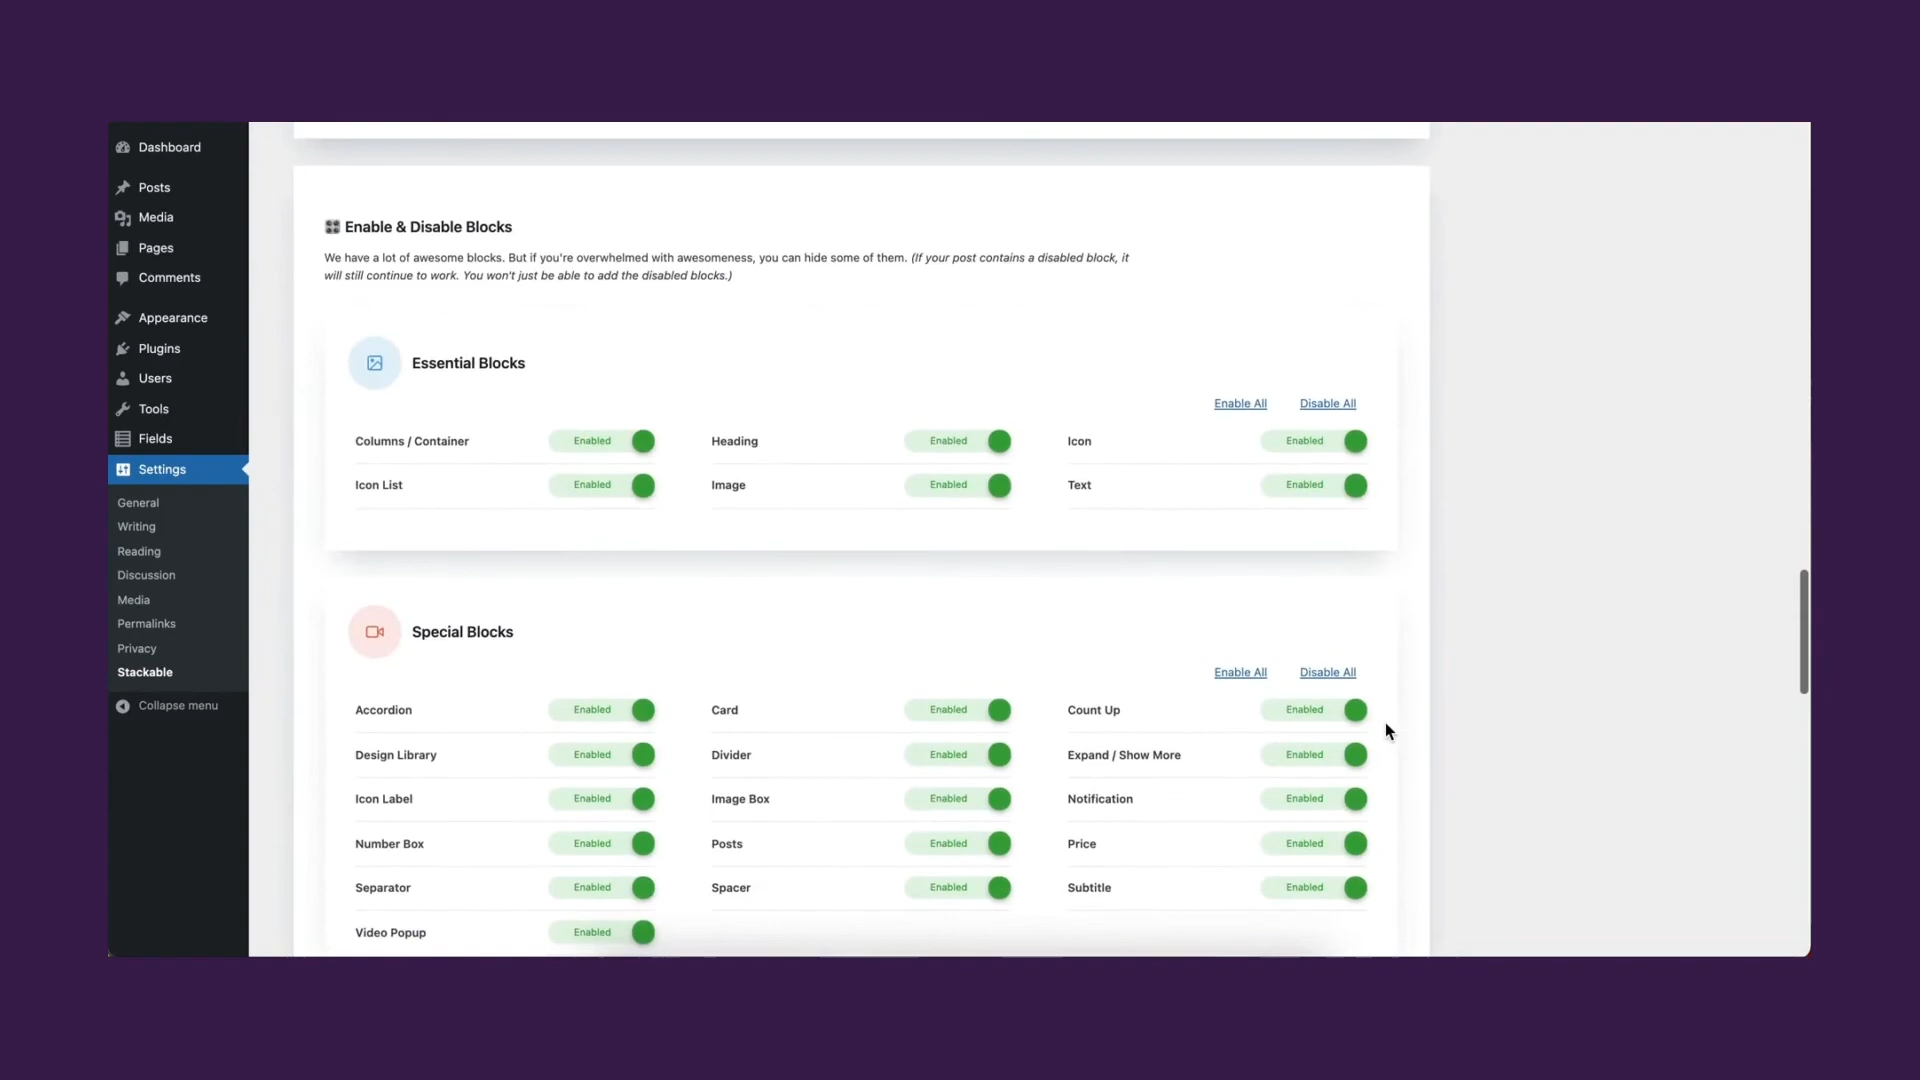 Dashboard
Posts
Media
Pages
Comments
Appearance
Plugins
Users
Tools
Fields
Settings
General
Writing
Reading
Discussion
Media
Permalinks
Privacy
Stackable
Collapse menu
Enable & Disable Blocks
We have a lot of awesome blocks. But if you're overwhelmed with awesomeness, you can hide some of them. (If your post contains a disabled block, it
will still continue to work. You won't just be able to add the disabled blocks.)
Essential Blocks
Enable All Disable All
Columns / Container Enabled Heading Enabled Icon Enabled
Icon List Enabled Image Enabled Text Enabled
Special Blocks
Enable All Disable All
Accordion Enabled Card Enabled Count Up Enabled
Design Library Enabled Divider Enabled Expand / Show More Enabled
Icon Label Enabled Image Box Enabled Notification Enabled
Number Box Enabled Posts Enabled Price Enabled
Separator Enabled Spacer Enabled Subtitle Enabled
Video Popup Enabled